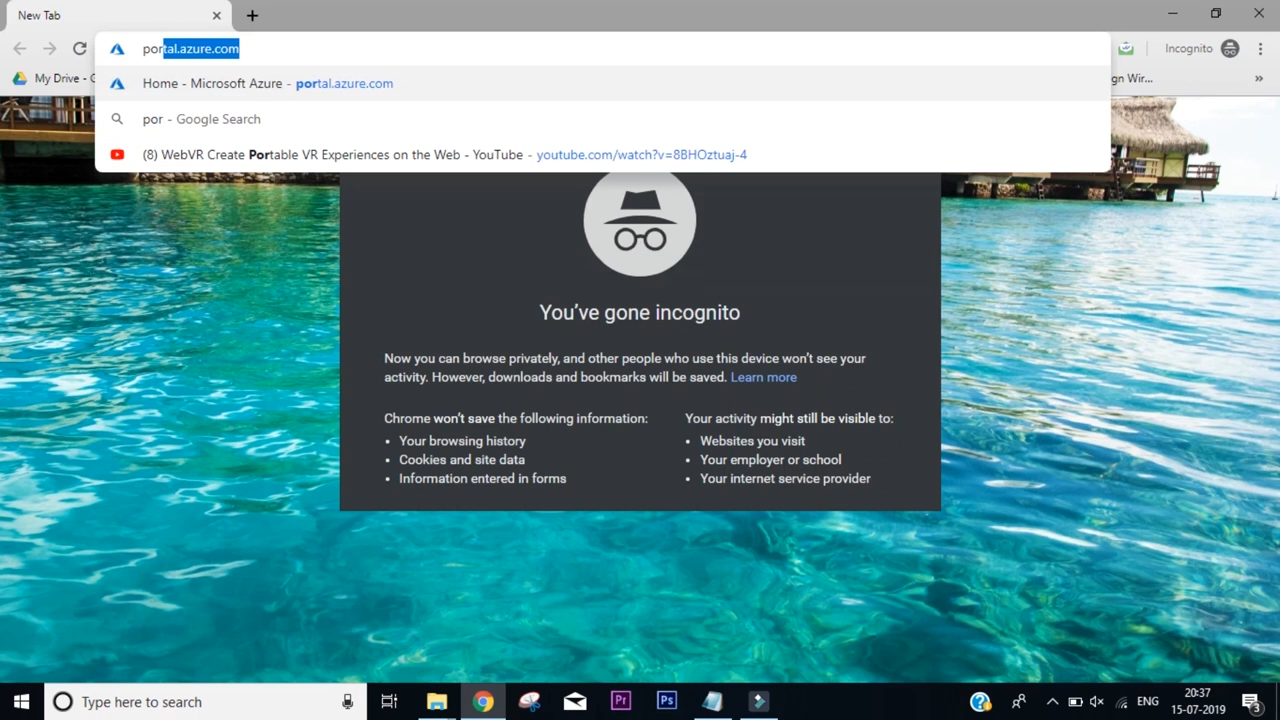 New Tab
portal.azure.com
Incognito
My Drive - G
gn Wir...
Home - Microsoft Azure - portal.azure.com
por - Google Search
(8) WebVR Create Portable VR Experiences on the Web - YouTube - youtube.com/watch?v=8BHOztuaj-4
You've gone incognito
Now you can browse privately, and other people who use this device won't see your
activity. However, downloads and bookmarks will be saved. Learn more
Chrome won't save the following information:
• Your browsing history
• Cookies and site data
• Information entered in forms
Your activity might still be visible to:
• Websites you visit
• Your employer or school
• Your internet service provider
Type here to search
Pr
Ps
ENG
20:37
15-07-2019
3